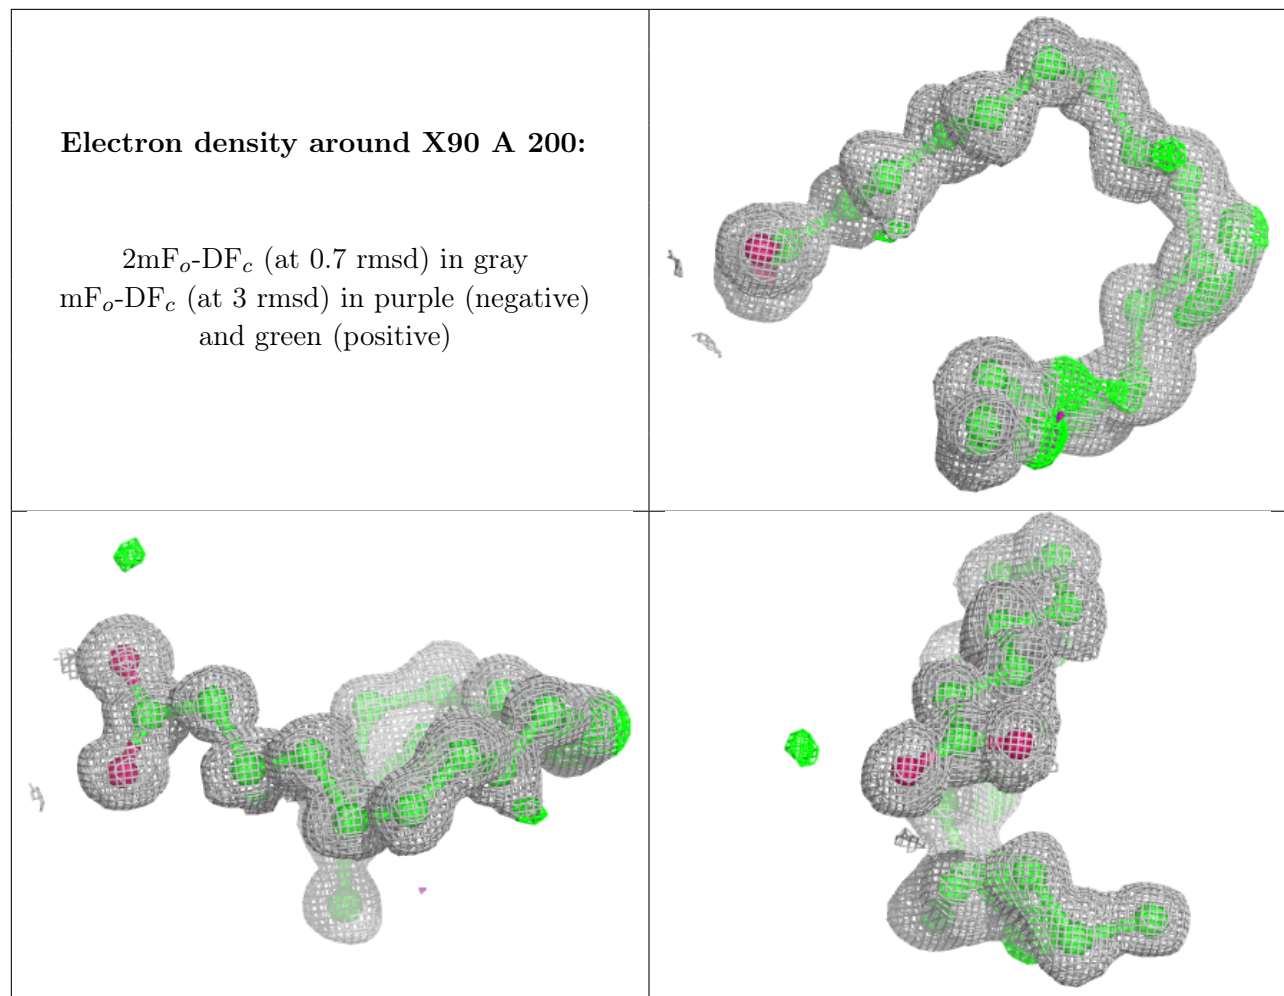 Electron density around X90 A 200:
2mFo-DFc (at 0.7 rmsd) in gray
mFo-DFc (at 3 rmsd) in purple (negative)
and green (positive)